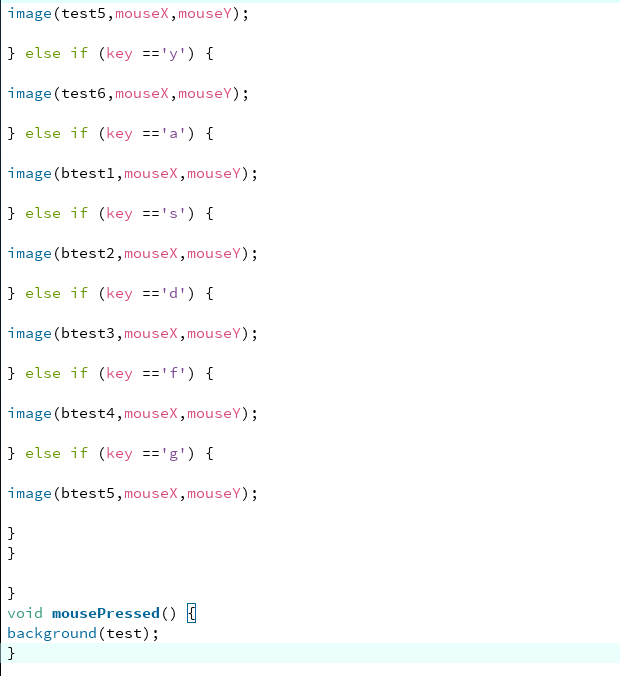 image(test5,mouseX,mouseY);
} else if (key =='y') {
image(test6,mouseX,mouseY);
} else if (key =='a') {
image(btest1,mouseX,mouseY);
} else if (key =='s') {
image(btest2,mouseX,mouseY);
} else if (key =='d') {
image(btest3,mouseX,mouseY);
} else if (key =='f') {
image(btest4,mouseX,mouseY);
} else if (key =='g') {
image(btest5,mouseX,mouseY);
}
}
}
void mousePressed() {
background(test);
}